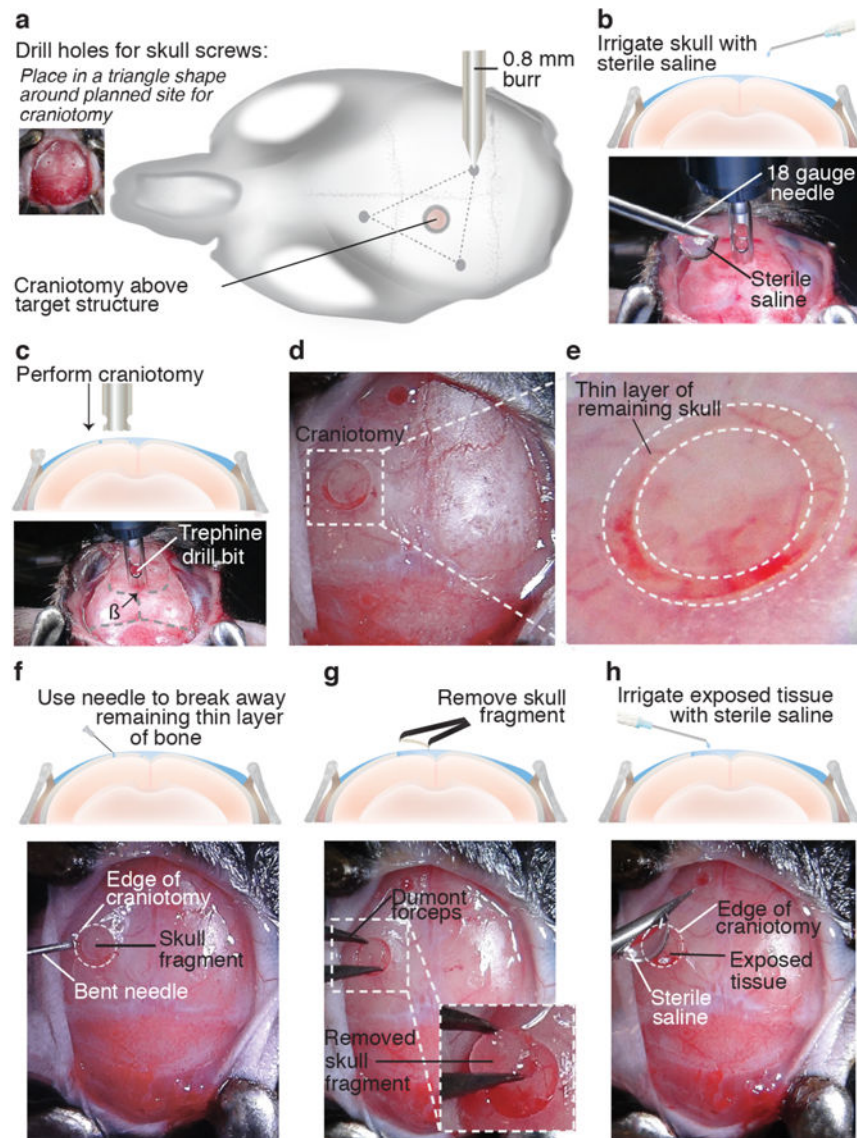 a
Drill holes for skull screws:
Place in a triangle shape
around planned site for
craniotomy
0.8 mm
burr
Craniotomy above
target structure
b
Irrigate skull with
sterile saline
18 gauge
needle
Sterile
saline
c
Perform craniotomy
Trephine
drill bit
ß
d
Craniotomy
e
Thin layer of
remaining skull
f
Use needle to break away
remaining thin layer
of bone
Edge of
craniotomy
Skull
fragment
Bent needle
g
Remove skull
fragment
Dumont
forceps
Removed
skull
fragment
h
Irrigate exposed tissue
with sterile saline
Edge of
craniotomy
Exposed
tissue
Sterile
saline